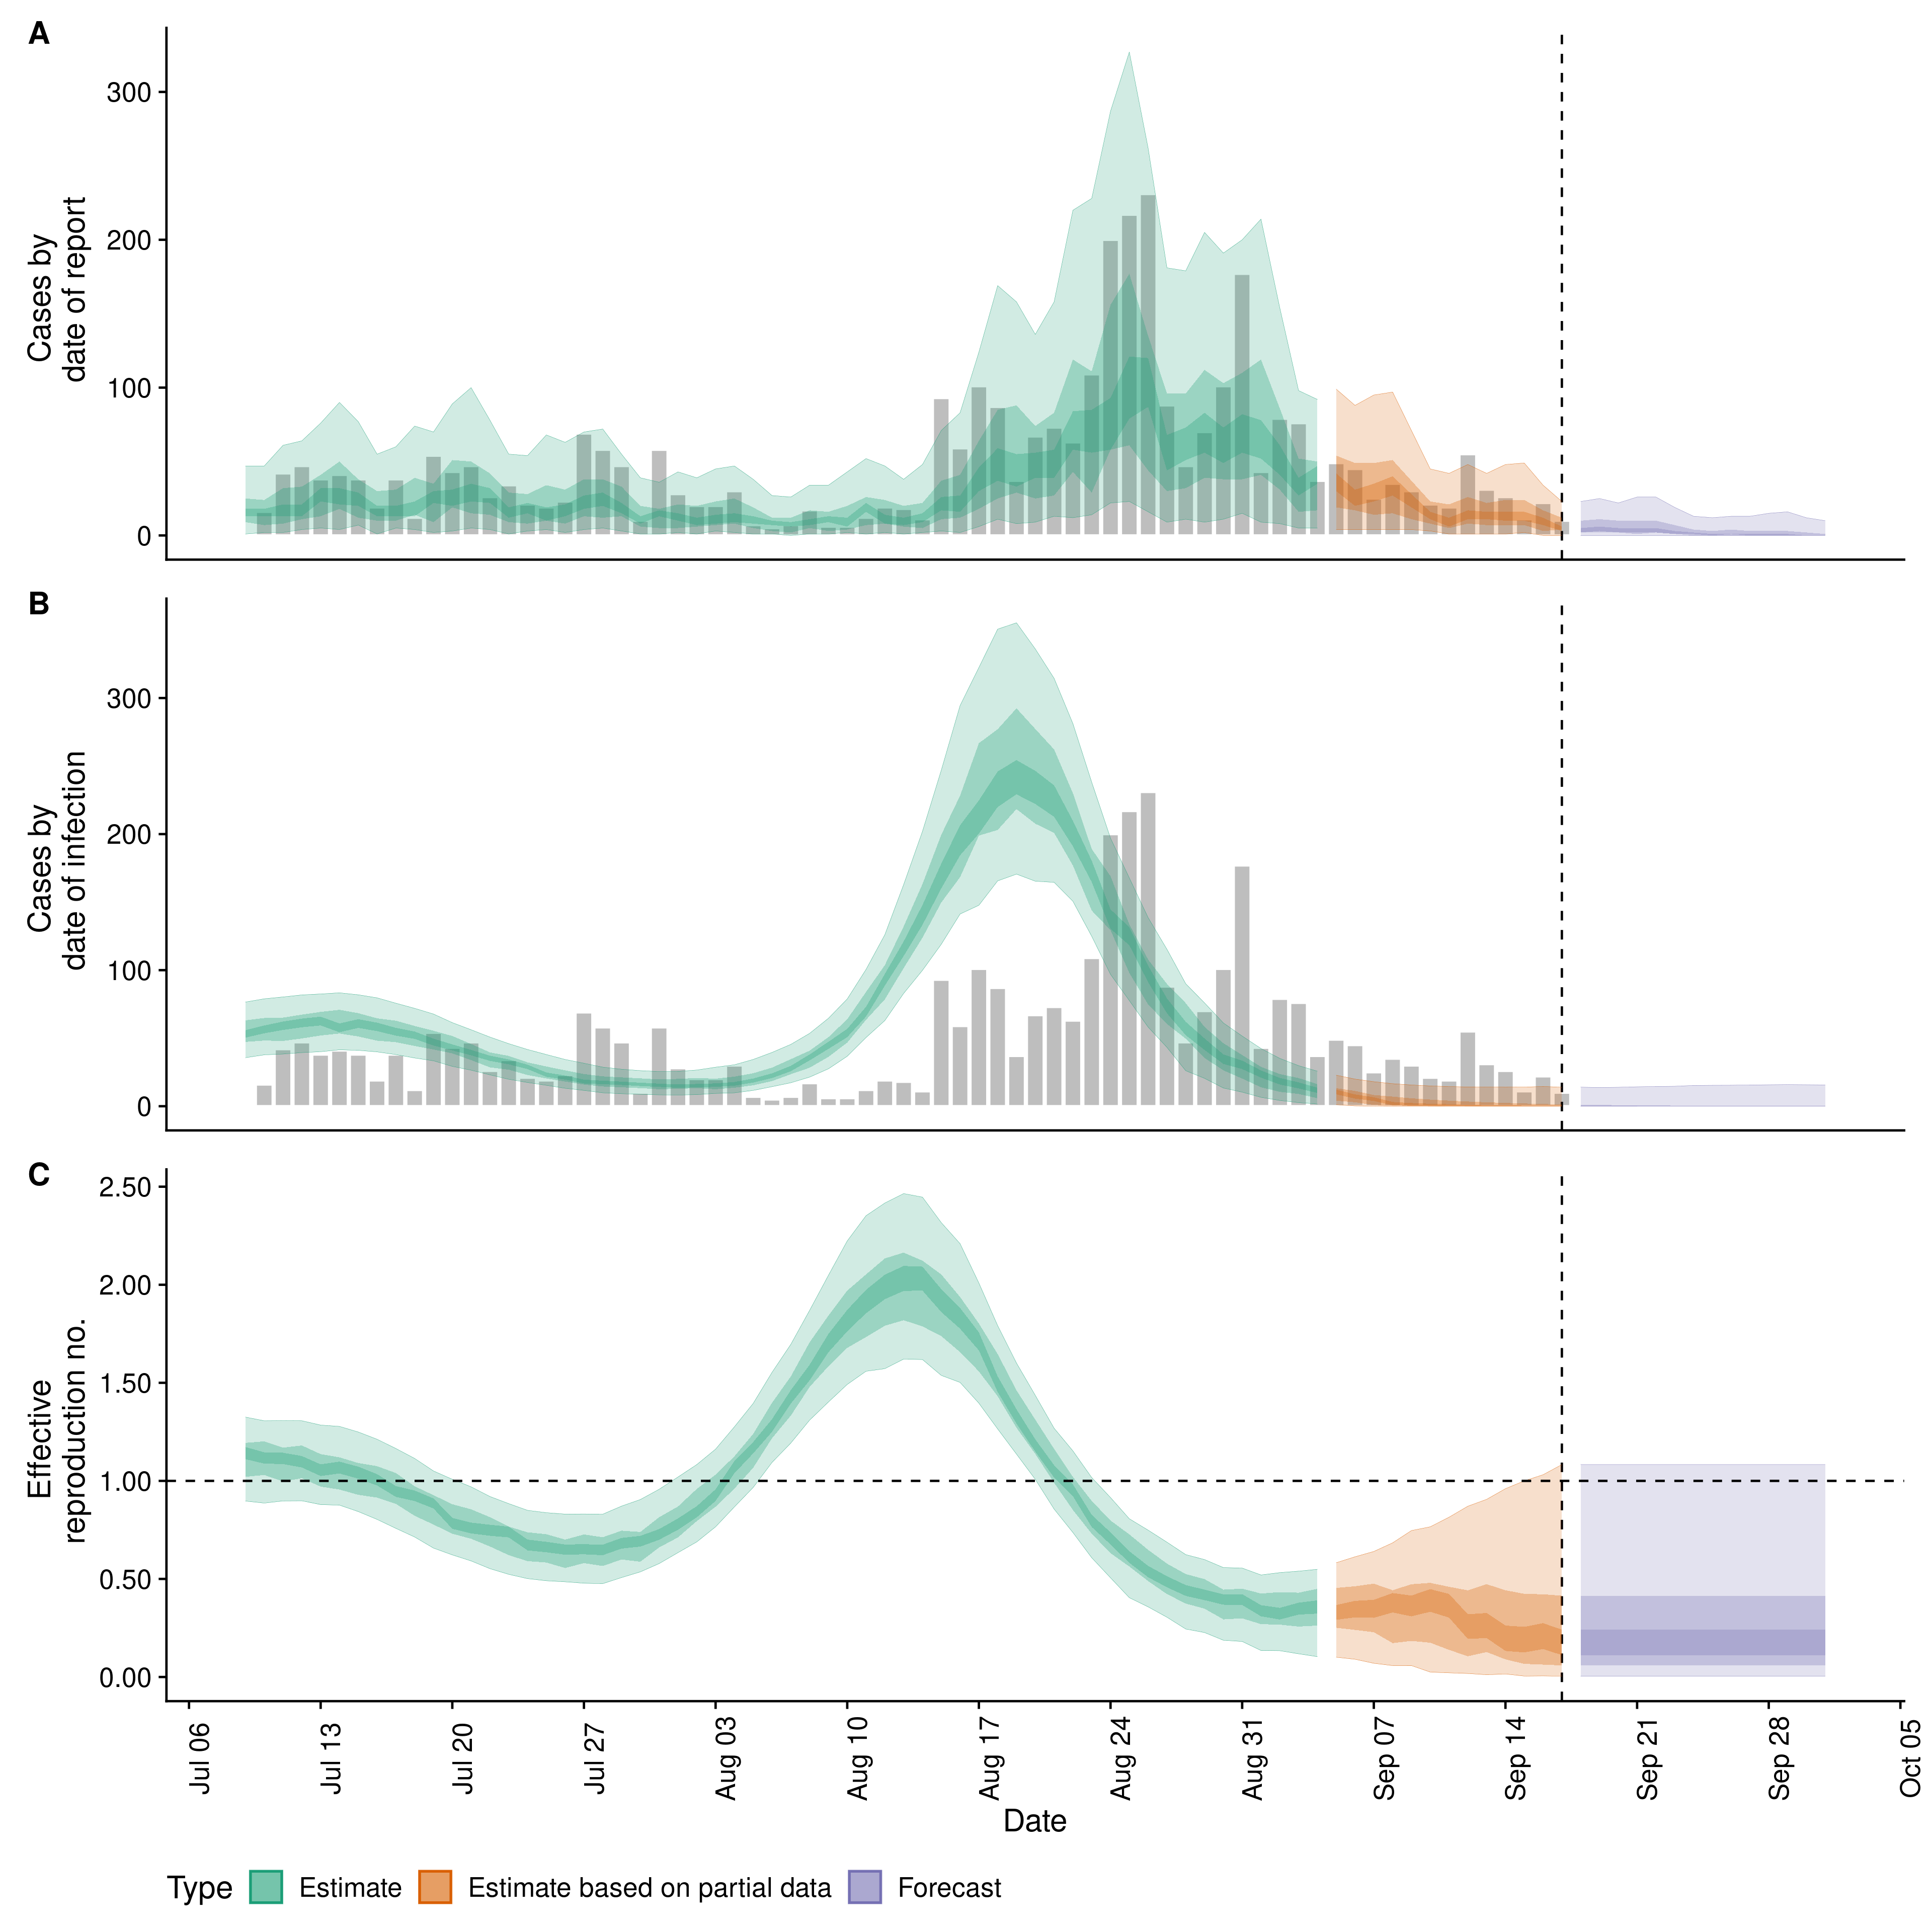 A
Cases by
date of report
300
200
100
0
B
Cases by
date of infection
300
200
100
0
C
Effective
reproduction no.
2.50
2.00
1.50
1.00
0.50
0.00
Jul 06
Jul 13
Jul 20
Jul 27
Aug 03
Aug 10
Aug 17
Aug 24
Aug 31
Sep 07
Sep 14
Sep 21
Sep 28
Oct 05
Date
Type Estimate Estimate based on partial data Forecast